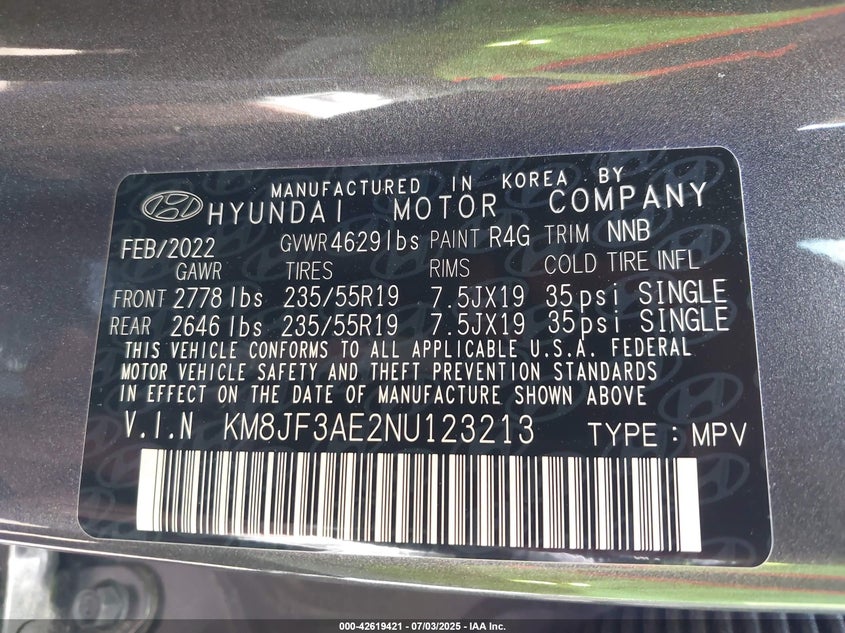 MANUFACTURED IN KOREA BY
HYUNDAI MOTOR COMPANY
FEB/2022 GVWR 4629 lbs PAINT R4G TRIM NNB
GAWR TIRES RIMS COLD TIRE INFL
FRONT 2778 lbs 235/55R19 7.5JX19 35psi SINGLE
REAR 2646 lbs 235/55R19 7.5JX19 35psi SINGLE
THIS VEHICLE CONFORMS TO ALL APPLICABLE U.S.A. FEDERAL
MOTOR VEHICLE SAFETY AND THEFT PREVENTION STANDARDS
IN EFFECT ON THE DATE OF MANUFACTURE SHOWN ABOVE
V.I.N KM8JF3AE2NU123213 TYPE : MPV
000-42619421 - 07/03/2025 - IAA Inc.